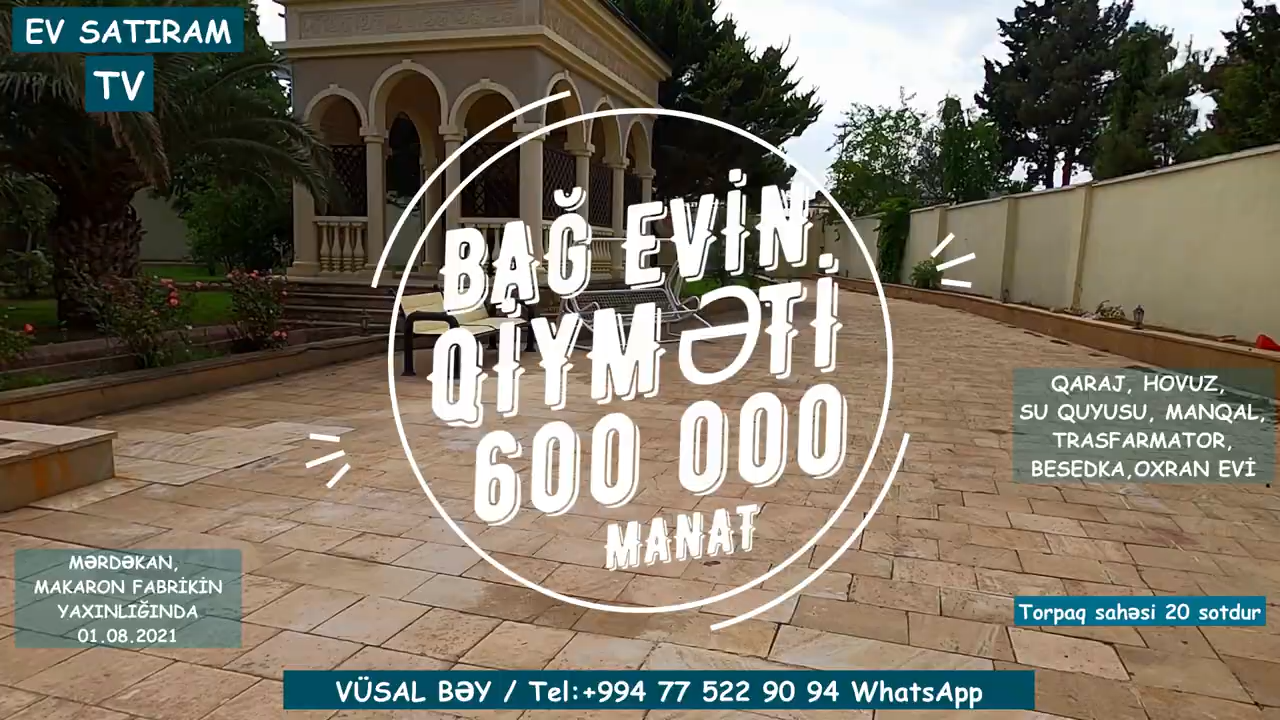 EV SATIRAM
TV
BAĞ EVİN
QİYMƏTİ
600 000
MANAT
QARAJ, HOVUZ,
SU QUYUSU, MANQAL,
TRASFARMATOR,
BESEDKA,OXRAN EVİ
MƏRDƏKAN,
MAKARON FABRİKİN
YAXINLIĞINDA
01.08.2021
Torpaq sahəsi 20 sotdur
VÜSAL BƏY / Tel:+994 77 522 90 94 WhatsApp